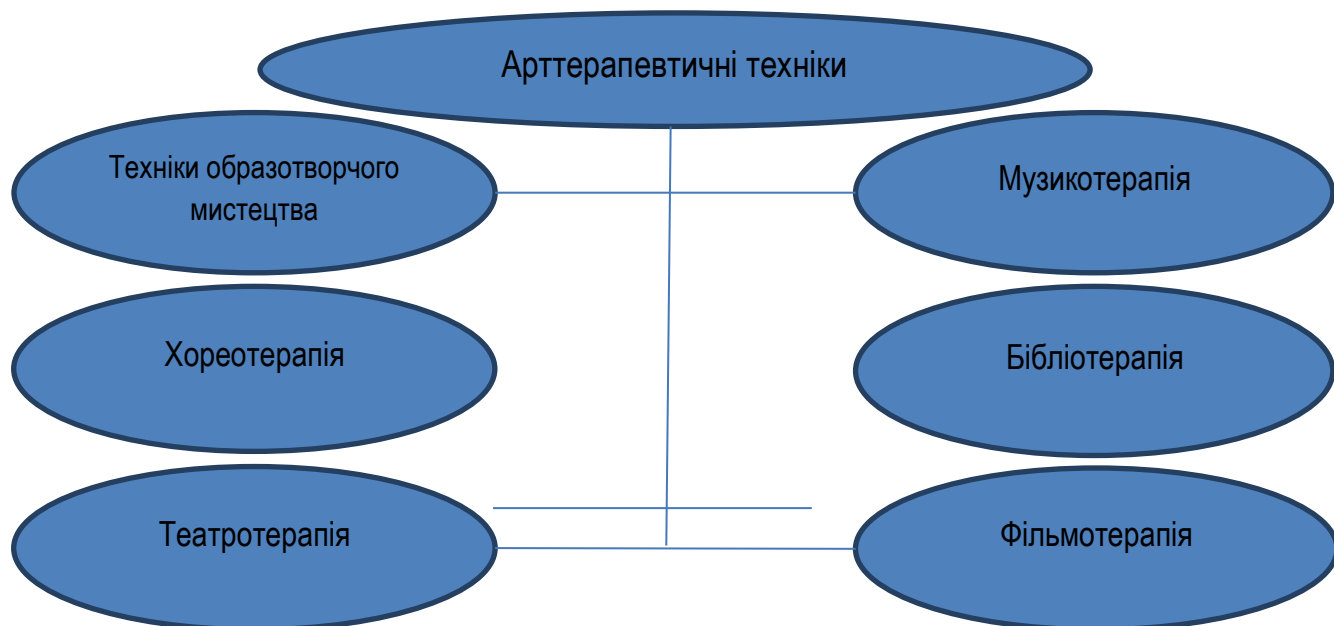 Арттерапевтичні техніки
Техніки образотворчого
мистецтва
Музикотерапія
Хореотерапія
Бібліотерапія
Театротерапія
Фільмотерапія